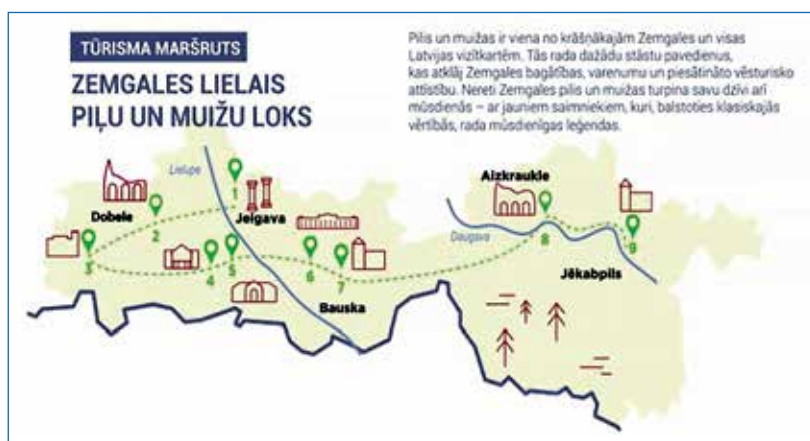 TŪRISMA MARŠRUTS
ZEMGALES LIELAIS
PIĻU UN MUIŽU LOKS
Pilis un muižas ir viena no krāšņākajām Zemgales un visas
Latvijas vizītkartēm. Tās rada dažādu stāstu pavedienus,
kas atklāj Zemgales bagātības, varenumu un piesātināto vēsturisko
attīstību. Nereti Zemgales pilis un muižas turpina savu dzīvi arī
mūsdienās – ar jauniem saimniekiem, kuri, balstoties klasiskajās
vērtībās, rada mūsdienīgas leģendas.
Lielupe
1
Aizkraukle
Dobele
2
Jelgava
Daugava
8
9
3
4
5
6
7
Jēkabpils
Bauska